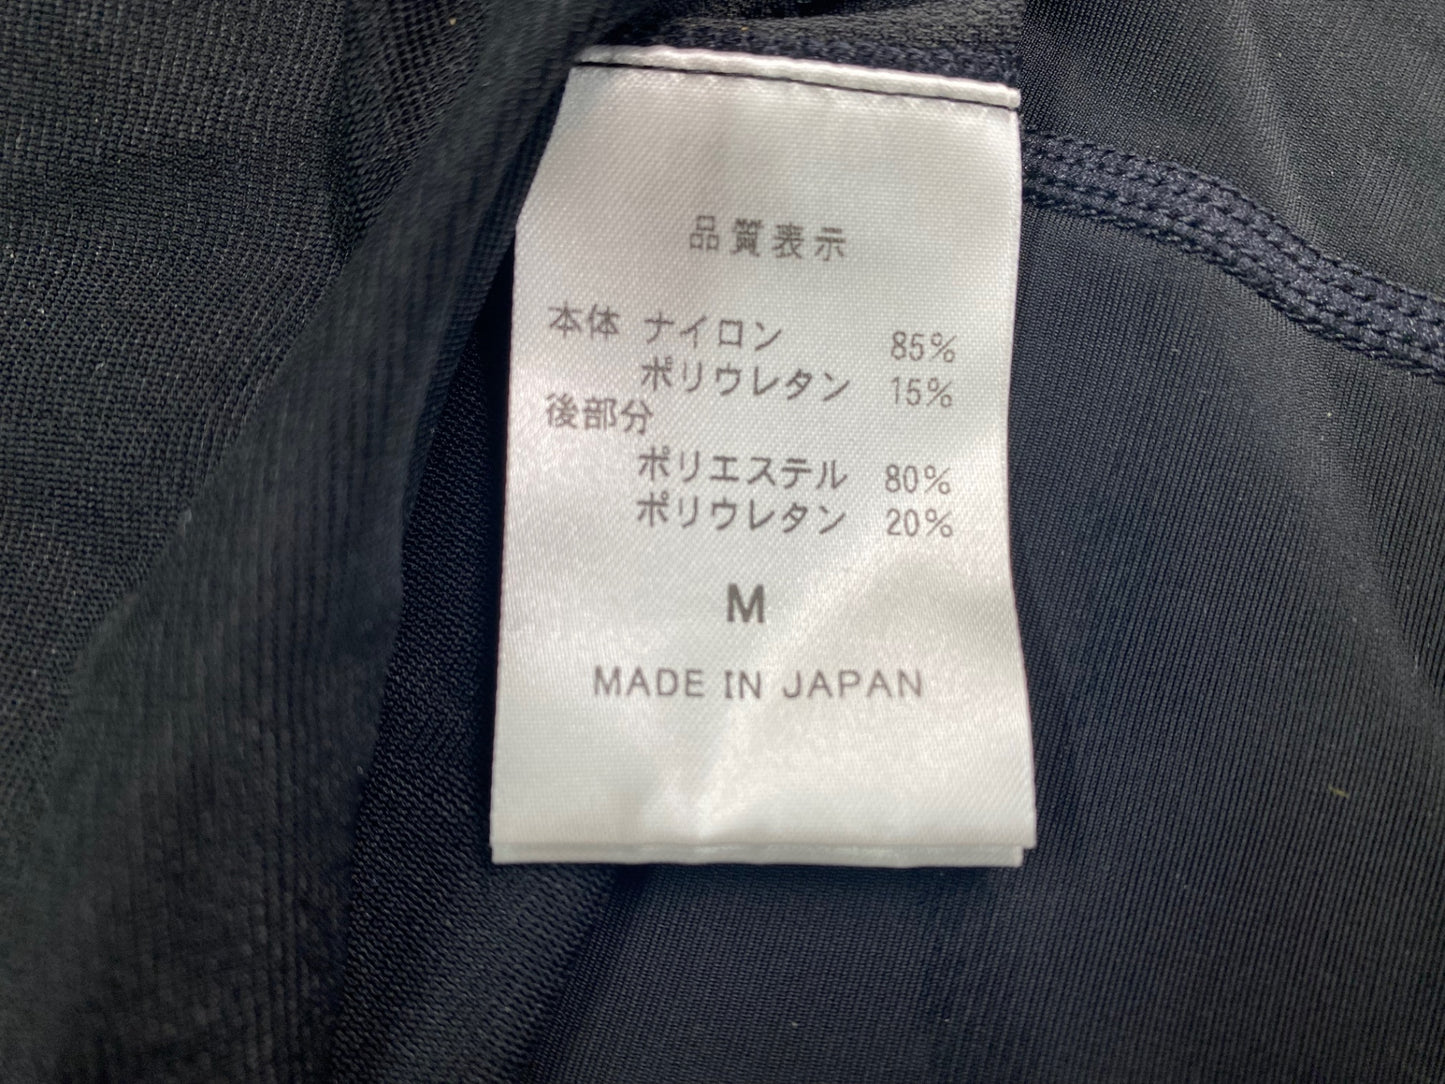 品質表示
本体 ナイロン 85%
ポリウレタン 15%
後部分
ポリエステル 80%
ポリウレタン 20%
M
MADE IN JAPAN